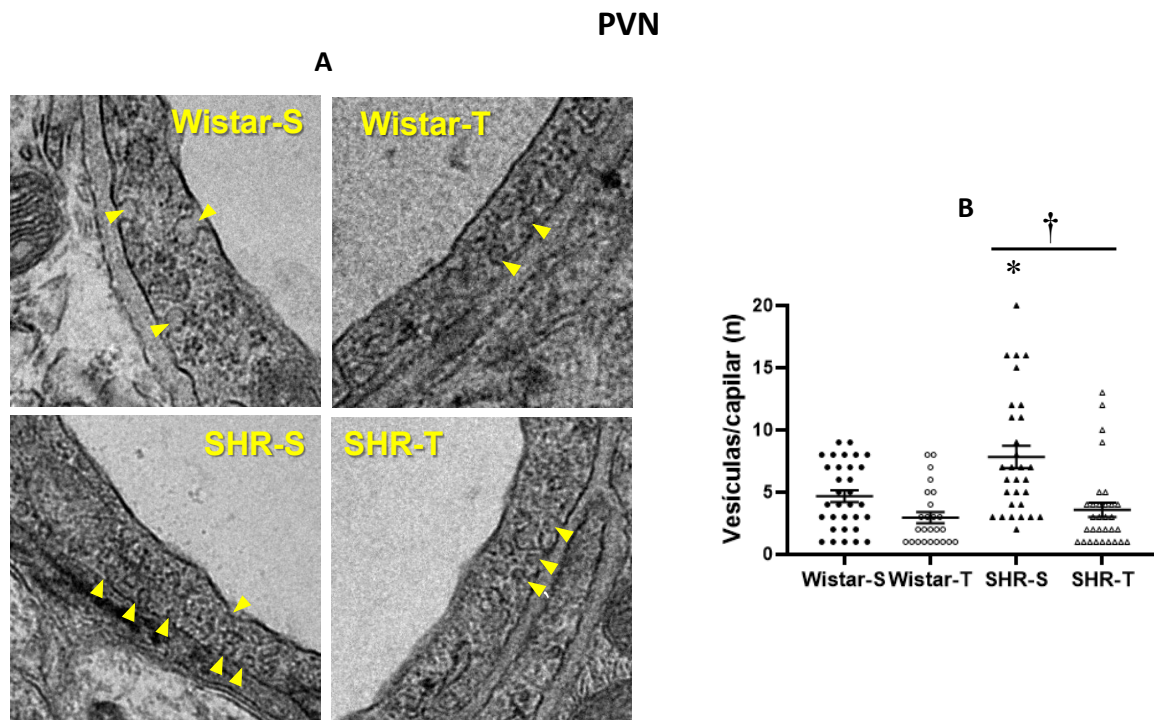 PVN
A
Wistar-S
Wistar-T
SHR-S
SHR-T
B
†
*
Vesículas/capilar (n)
20
15
10
5
0
Wistar-S Wistar-T SHR-S SHR-T